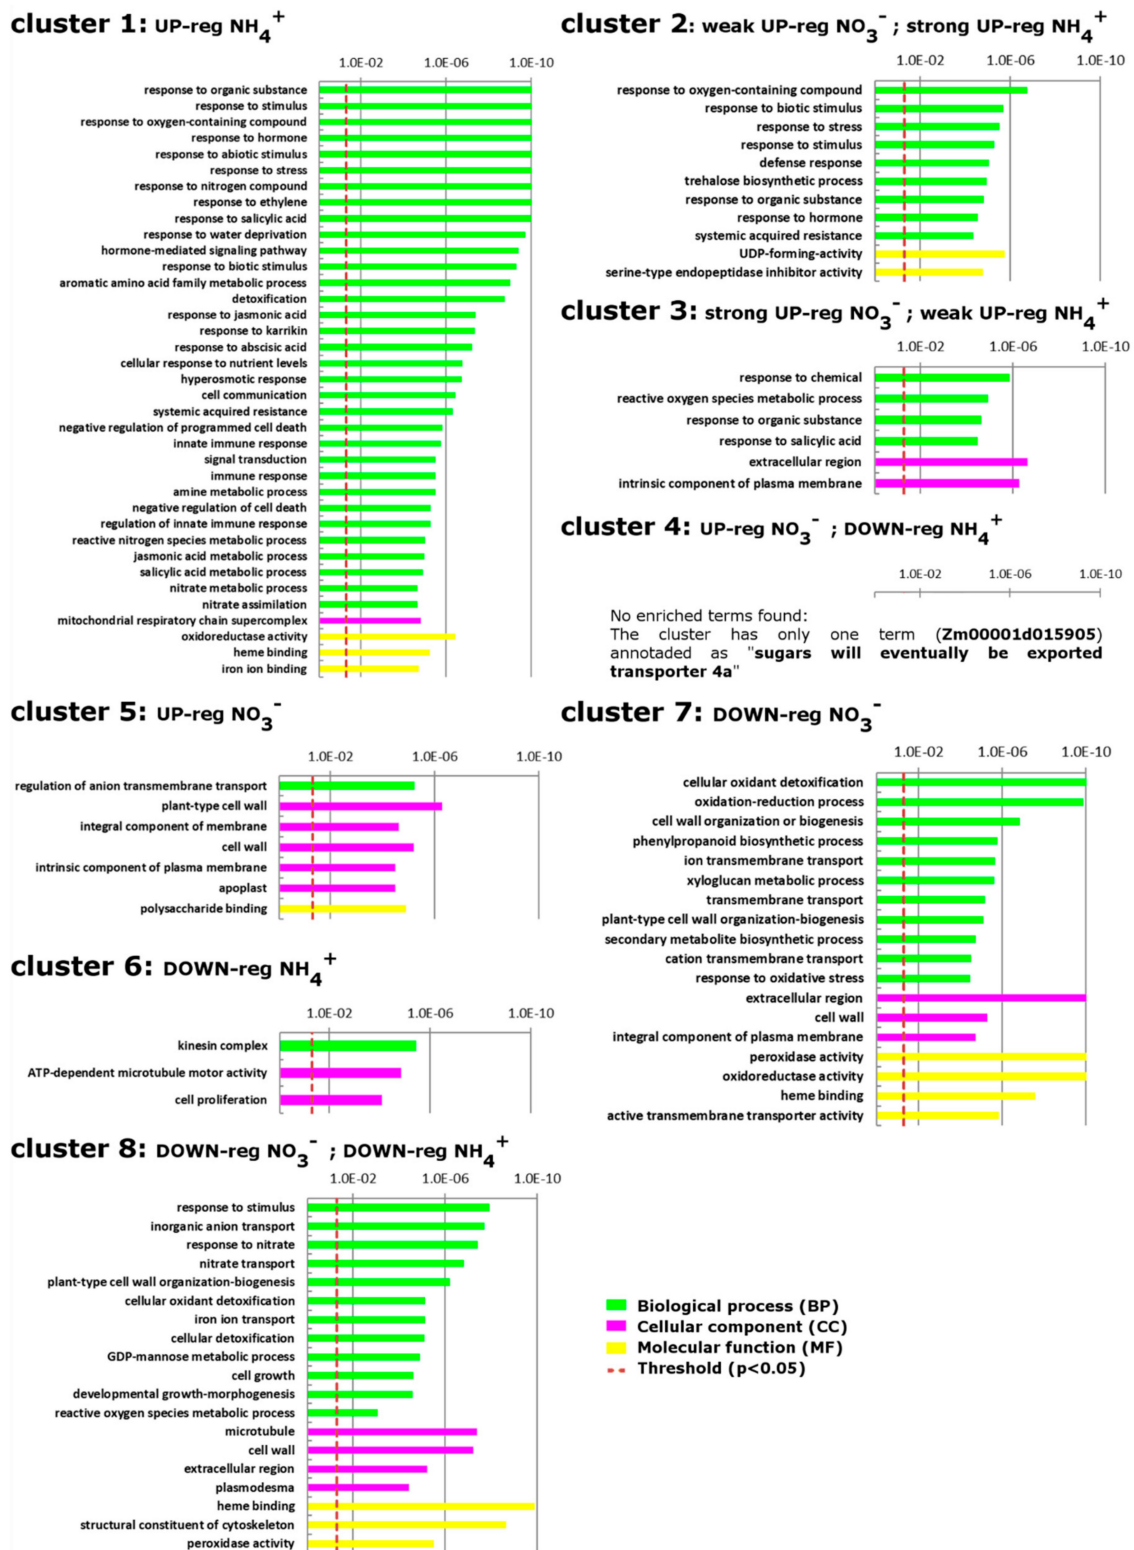 cluster 1: UP-reg NH4+
1.0E-02 1.0E-06 1.0E-10
response to organic substance
response to stimulus
response to oxygen-containing compound
response to hormone
response to abiotic stimulus
response to stress
response to nitrogen compound
response to ethylene
response to salicylic acid
response to water deprivation
hormone-mediated signaling pathway
response to biotic stimulus
aromatic amino acid family metabolic process
detoxification
response to jasmonic acid
response to karrikin
response to abscisic acid
cellular response to nutrient levels
hyperosmotic response
cell communication
systemic acquired resistance
negative regulation of programmed cell death
innate immune response
signal transduction
immune response
amine metabolic process
negative regulation of cell death
regulation of innate immune response
reactive nitrogen species metabolic process
jasmonic acid metabolic process
salicylic acid metabolic process
nitrate metabolic process
nitrate assimilation
mitochondrial respiratory chain supercomplex
oxidoreductase activity
heme binding
iron ion binding
cluster 2: weak UP-reg NO3- ; strong UP-reg NH4+
1.0E-02 1.0E-06 1.0E-10
response to oxygen-containing compound
response to biotic stimulus
response to stress
response to stimulus
defense response
trehalose biosynthetic process
response to organic substance
response to hormone
systemic acquired resistance
UDP-forming-activity
serine-type endopeptidase inhibitor activity
cluster 3: strong UP-reg NO3- ; weak UP-reg NH4+
1.0E-02 1.0E-06 1.0E-10
response to chemical
reactive oxygen species metabolic process
response to organic substance
response to salicylic acid
extracellular region
intrinsic component of plasma membrane
cluster 4: UP-reg NO3- ; DOWN-reg NH4+
1.0E-02 1.0E-06 1.0E-10
No enriched terms found:
The cluster has only one term (Zm00001d015905)
annotaded as "sugars will eventually be exported
transporter 4a"
cluster 5: UP-reg NO3-
1.0E-02 1.0E-06 1.0E-10
regulation of anion transmembrane transport
plant-type cell wall
integral component of membrane
cell wall
intrinsic component of plasma membrane
apoplast
polysaccharide binding
cluster 6: DOWN-reg NH4+
1.0E-02 1.0E-06 1.0E-10
kinesin complex
ATP-dependent microtubule motor activity
cell proliferation
cluster 7: DOWN-reg NO3-
1.0E-02 1.0E-06 1.0E-10
cellular oxidant detoxification
oxidation-reduction process
cell wall organization or biogenesis
phenylpropanoid biosynthetic process
ion transmembrane transport
xyloglucan metabolic process
transmembrane transport
plant-type cell wall organization-biogenesis
secondary metabolite biosynthetic process
cation transmembrane transport
response to oxidative stress
extracellular region
cell wall
integral component of plasma membrane
peroxidase activity
oxidoreductase activity
heme binding
active transmembrane transporter activity
cluster 8: DOWN-reg NO3- ; DOWN-reg NH4+
1.0E-02 1.0E-06 1.0E-10
response to stimulus
inorganic anion transport
response to nitrate
nitrate transport
plant-type cell wall organization-biogenesis
cellular oxidant detoxification
iron ion transport
cellular detoxification
GDP-mannose metabolic process
cell growth
developmental growth-morphogenesis
reactive oxygen species metabolic process
microtubule
cell wall
extracellular region
plasmodesma
heme binding
structural constituent of cytoskeleton
peroxidase activity
Biological process (BP)
Cellular component (CC)
Molecular function (MF)
Threshold (p<0.05)